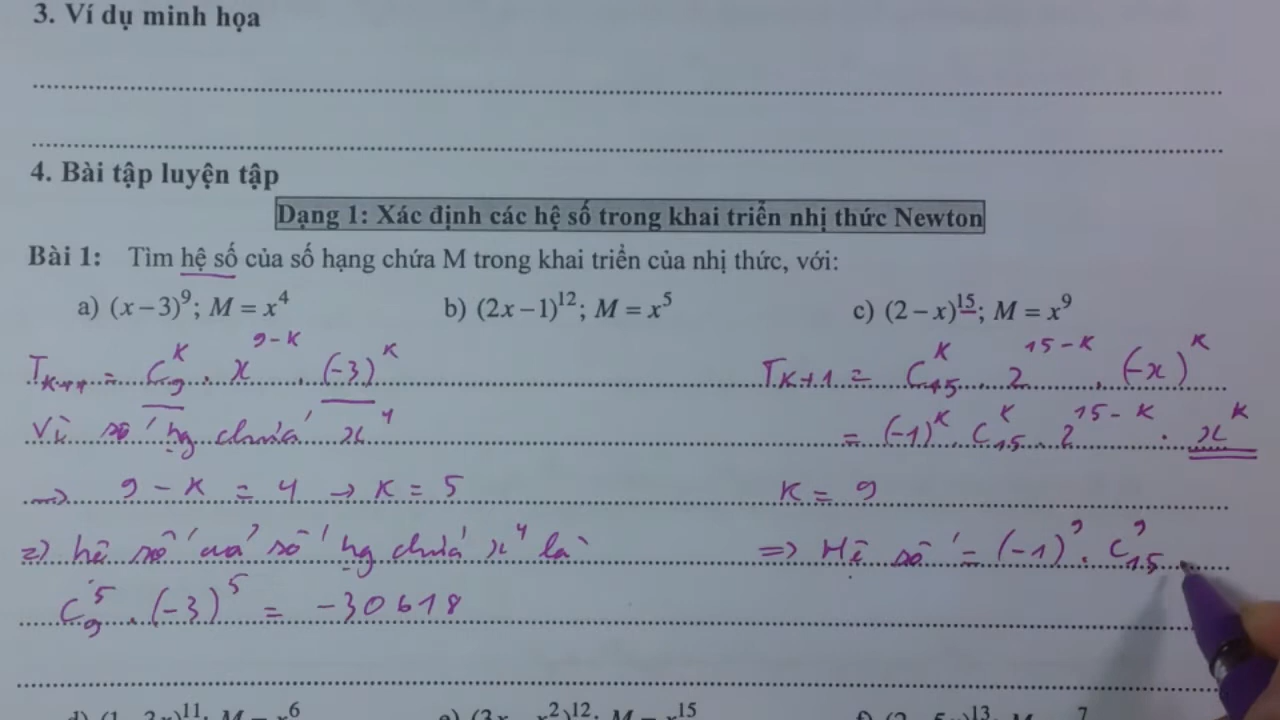 3. Ví dụ minh họa
4. Bài tập luyện tập
Dạng 1: Xác định các hệ số trong khai triển nhị thức Newton
Bài 1: Tìm hệ số của số hạng chứa M trong khai triển của nhị thức, với:
a) (x – 3)^9; M = x^4 b) (2x – 1)^12; M = x^5 c) (2 – x)^15; M = x^9
T_{K+1} = C_9^K . x^{9-K} . (-3)^K
Vì số hg chứa x^4
=> 9 - K = 4 → K = 5
=> hệ số của số hg chứa x^4 là
C_9^5 . (-3)^5 = -30618
T_{K+1} = C_15^K . 2^{15-K} . (-x)^K
= (-1)^K . C_15^K . 2^{15-K} . x^K
K = 9
=> Hệ số = (-1)^9 . C_15^9